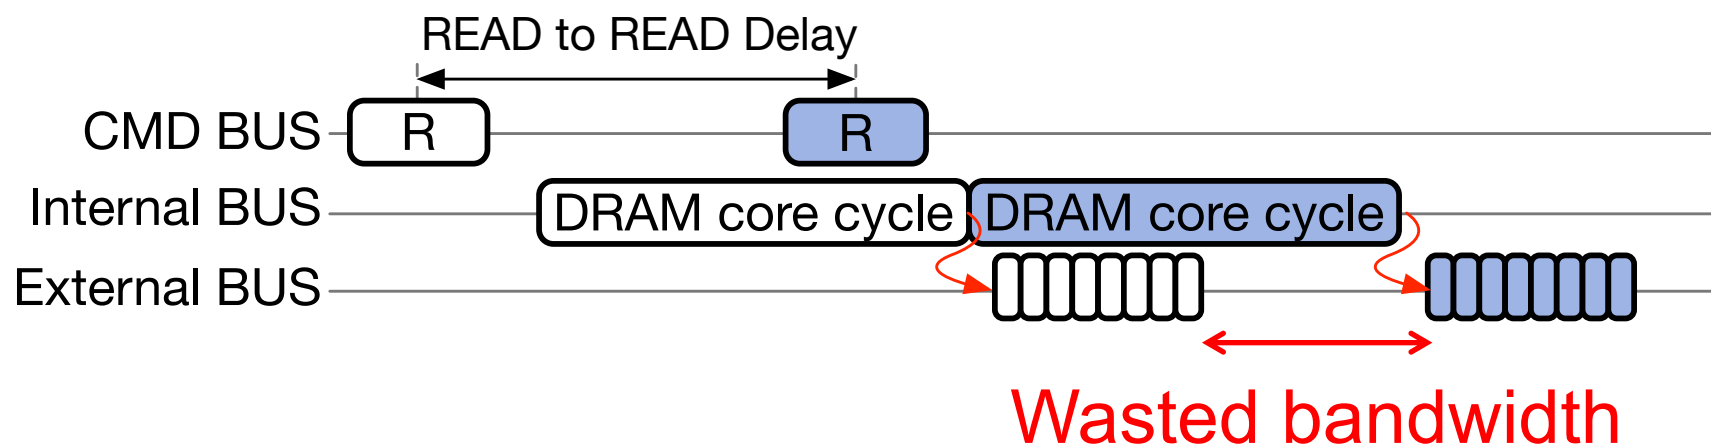 READ to READ Delay
CMD BUS R R
Internal BUS DRAM core cycle DRAM core cycle
External BUS
Wasted bandwidth